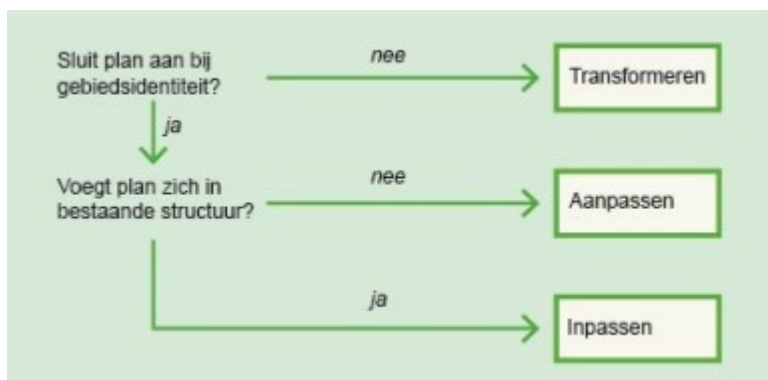 Sluit plan aan bij
gebiedsidentiteit?
nee
Transformeren
ja
Voegt plan zich in
bestaande structuur?
nee
Aanpassen
ja
Inpassen